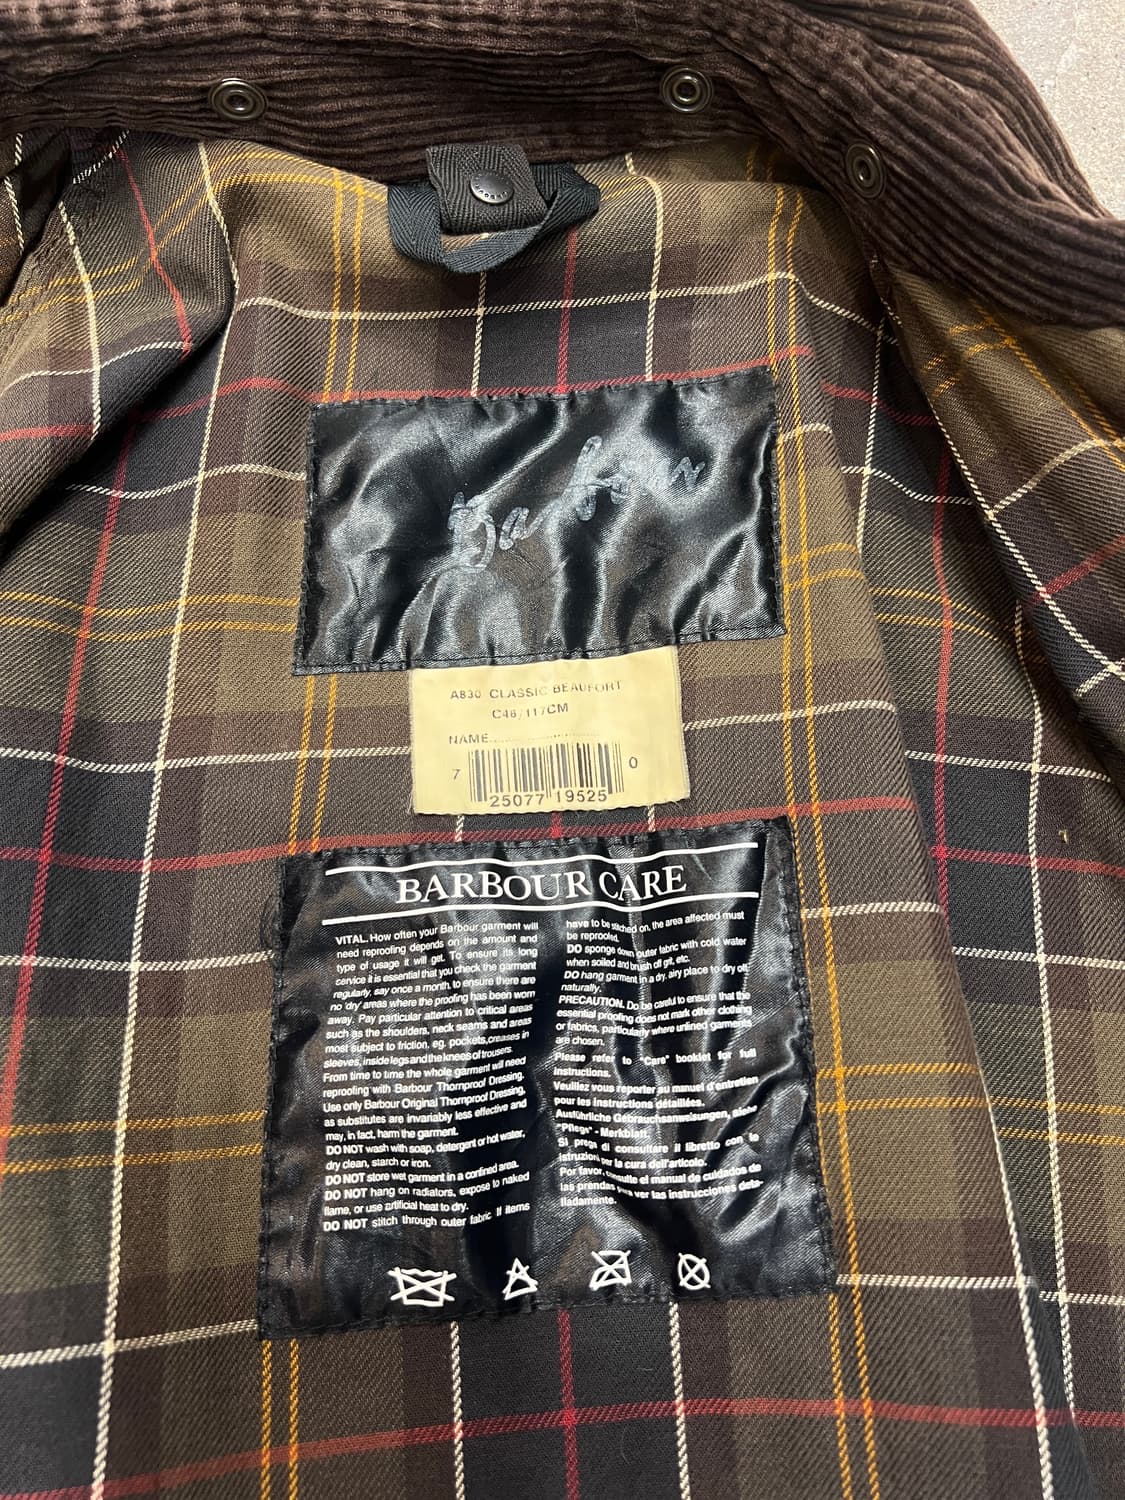 Barbour
Barbour
A830 CLASSIC BEAUFORT
C46/117CM
NAME
7 25077 19525 0
BARBOUR CARE
VITAL. How often your Barbour garment will
need reproofing depends on the amount and
type of usage it will get. To ensure its long
service it is essential that you check the garment
regularly, say once a month, to ensure there are
no 'dry' areas where the proofing has been worn
away. Pay particular attention to critical areas
such as the shoulders, neck seams and areas
most subject to friction, eg. pockets, creases in
sleeves, inside legs and the knees of trousers.
From time to time the whole garment will need
reproofing with Barbour Thornproof Dressing.
Use only Barbour Original Thornproof Dressing,
as substitutes are invariably less effective and
may, in fact, harm the garment.
DO NOT wash with soap, detergent or hot water,
dry clean, starch or iron.
DO NOT store wet garment in a confined area.
DO NOT hang on radiators, expose to naked
flame, or use artificial heat to dry.
DO NOT stitch through outer fabric. If items
have to be stitched on, the area affected must
be reproofed.
DO sponge down outer fabric with cold water
when soiled and brush off grit, etc.
DO hang garment in a dry, airy place to dry off
naturally.
PRECAUTION. Do be careful to ensure that the
essential proofing does not mark other clothing
or fabrics, particularly where unlined garments
are chosen.
Please refer to "Care" booklet for full
instructions.
Veuillez vous reporter au manuel d'entretien
pour les instructions détaillées.
Ausführliche Gebrauchsanweisungen, siehe
"Pflege" - Merkblatt.
Si prega di consultare il libretto con le
istruzioni per la cura dell'articolo.
Por favor, consulte el manual de cuidados de
las prendas para ver las instrucciones deta-
lladamente.